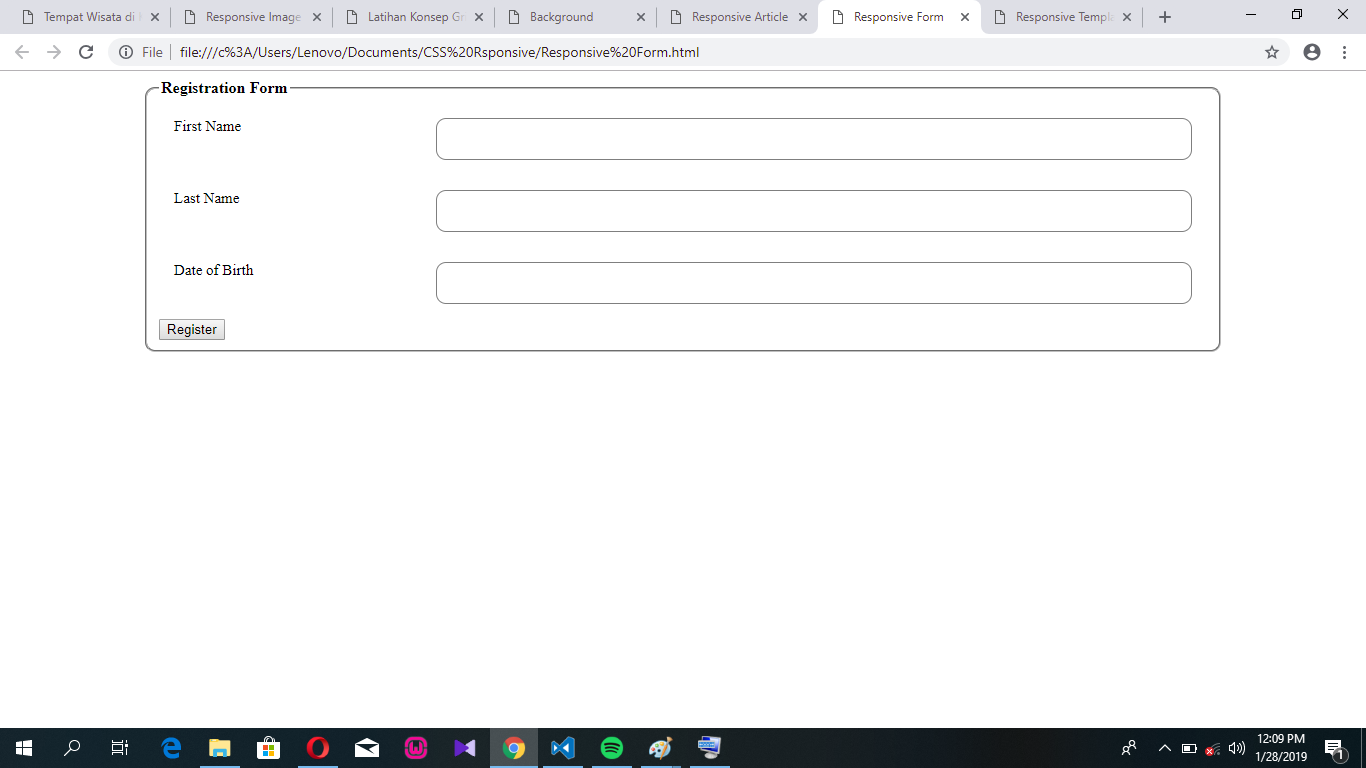 Tempat Wisata di
Responsive Image
Latihan Konsep Gr
Background
Responsive Article
Responsive Form
Responsive Templa
File
file:///c%3A/Users/Lenovo/Documents/CSS%20Rsponsive/Responsive%20Form.html
Registration Form
First Name
Last Name
Date of Birth
Register
12:09 PM
1/28/2019
1